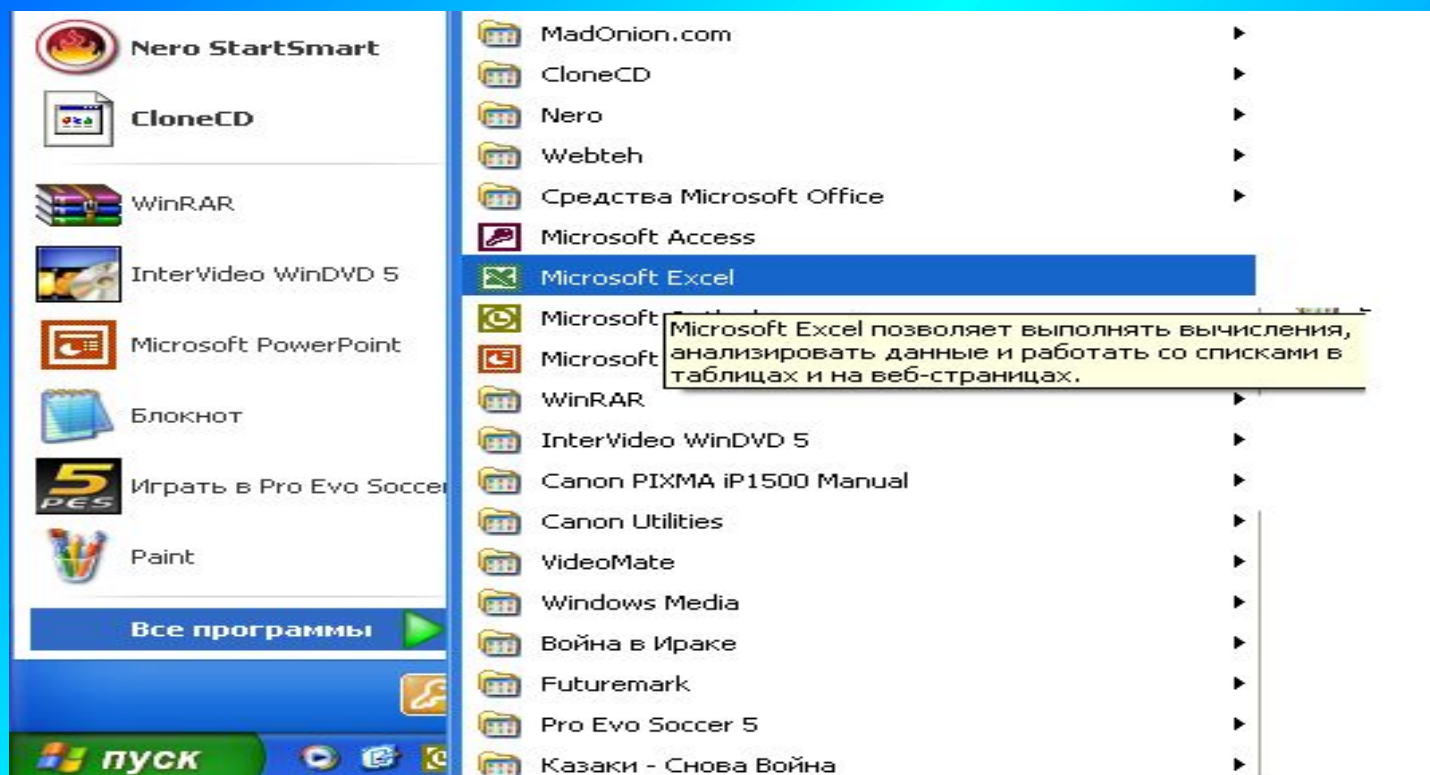 Nero StartSmart
CloneCD
WinRAR
InterVideo WinDVD 5
Microsoft PowerPoint
Блокнот
5
PES
Играть в Pro Evo Soccer
Paint
Все программы
пуск
MadOnion.com
CloneCD
Nero
Webteh
Средства Microsoft Office
Microsoft Access
Microsoft Excel
Microsoft
Microsoft Excel позволяет выполнять вычисления,
анализировать данные и работать со списками в
таблицах и на веб-страницах.
Microsoft
WinRAR
InterVideo WinDVD 5
Canon PIXMA iP1500 Manual
Canon Utilities
VideoMate
Windows Media
Война в Ираке
Futuremark
Pro Evo Soccer 5
Казаки - Снова Война